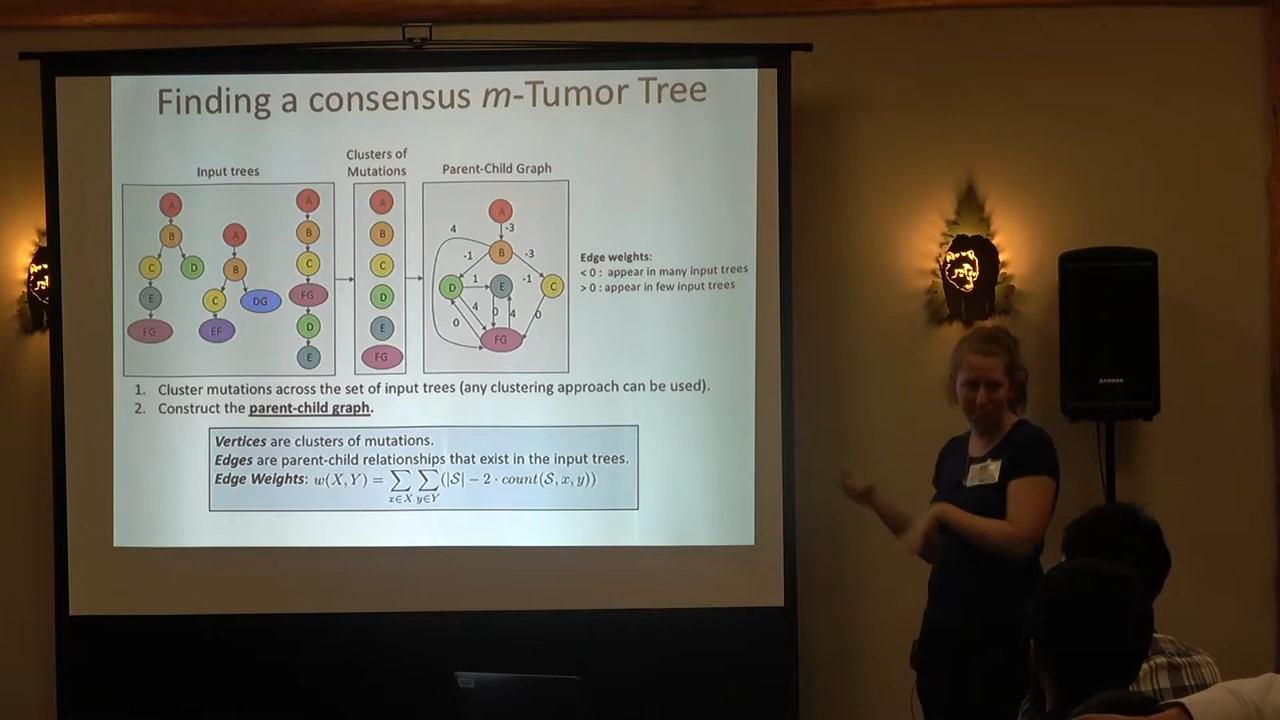 Finding a consensus m-Tumor Tree
Input trees
Clusters of
Mutations
Parent-Child Graph
A
B
C
D
E
FG
A
B
C
DG
EF
A
B
C
FG
D
E
A
B
C
D
E
FG
A
B
C
D
E
FG
4
-3
-1
-3
1
-1
4
0
0
4
0
Edge weights:
< 0 : appear in many input trees
> 0 : appear in few input trees
1. Cluster mutations across the set of input trees (any clustering approach can be used).
2. Construct the parent-child graph.
Vertices are clusters of mutations.
Edges are parent-child relationships that exist in the input trees.
Edge Weights: w(X, Y) = ∑ ∑ (|S| − 2 · count(S, x, y))
x∈X y∈Y
SAMSON